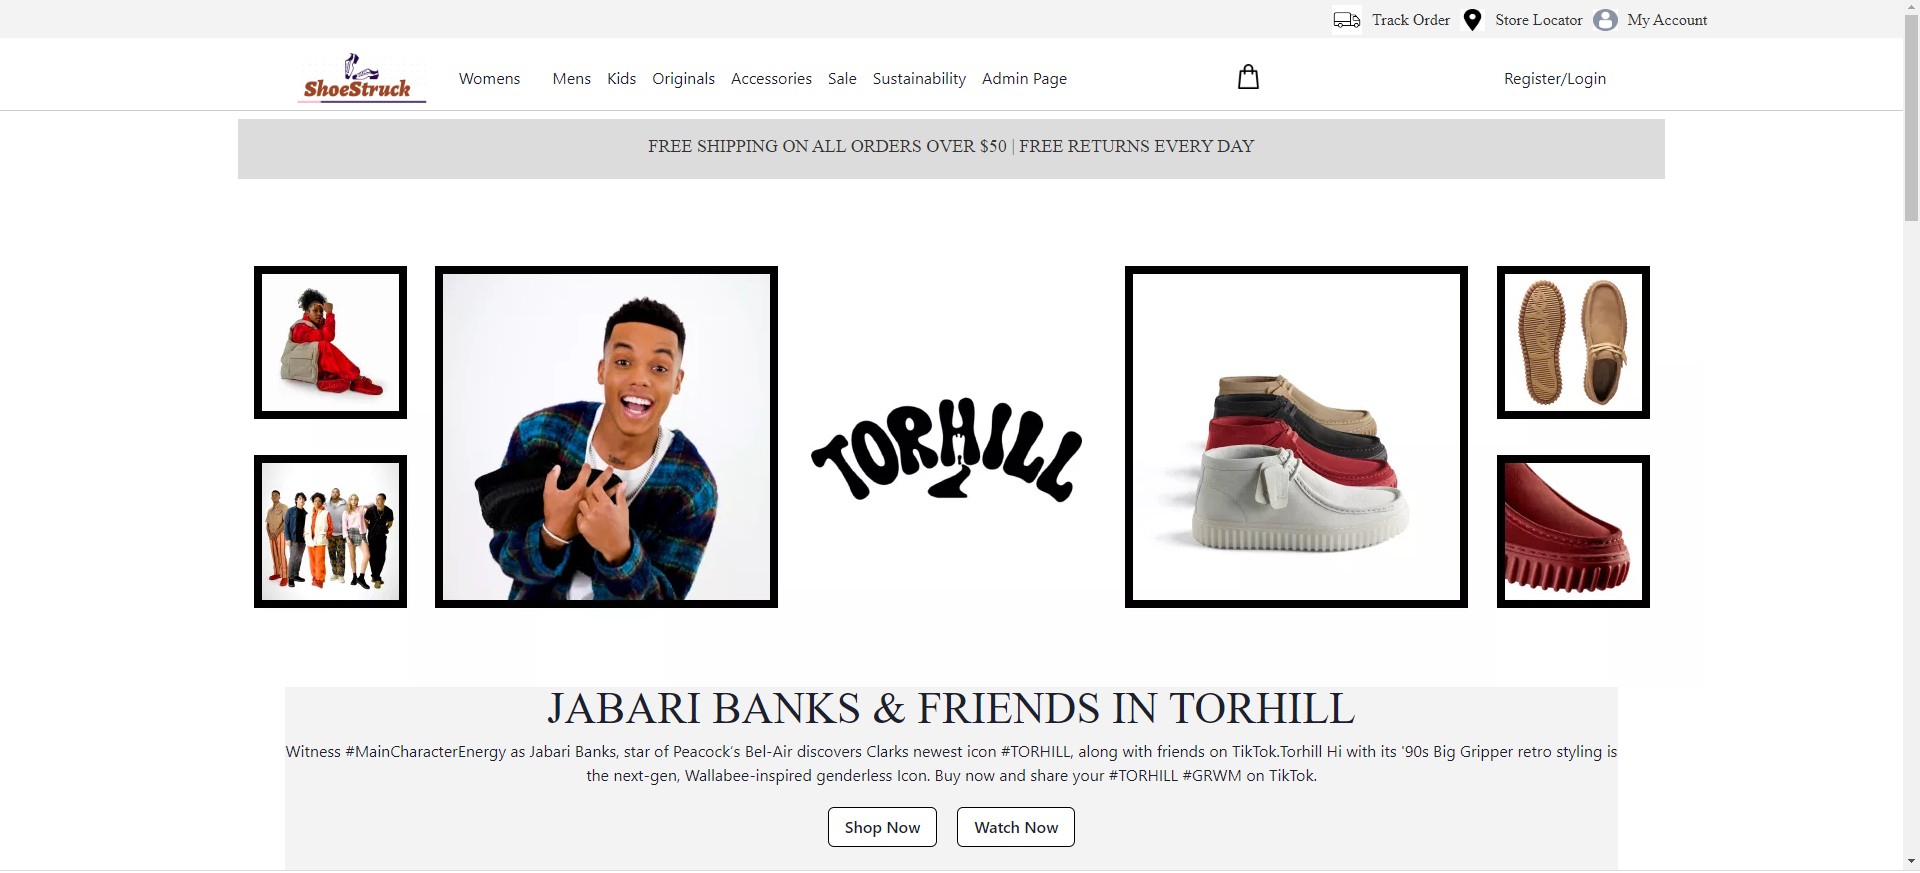 Track Order Store Locator My Account
ShoeStruck
Womens Mens Kids Originals Accessories Sale Sustainability Admin Page Register/Login
FREE SHIPPING ON ALL ORDERS OVER $50 | FREE RETURNS EVERY DAY
TORHILL
JABARI BANKS & FRIENDS IN TORHILL
Witness #MainCharacterEnergy as Jabari Banks, star of Peacock’s Bel-Air discovers Clarks newest icon #TORHILL, along with friends on TikTok.Torhill Hi with its '90s Big Gripper retro styling is
the next-gen, Wallabee-inspired genderless Icon. Buy now and share your #TORHILL #GRWM on TikTok.
Shop Now Watch Now